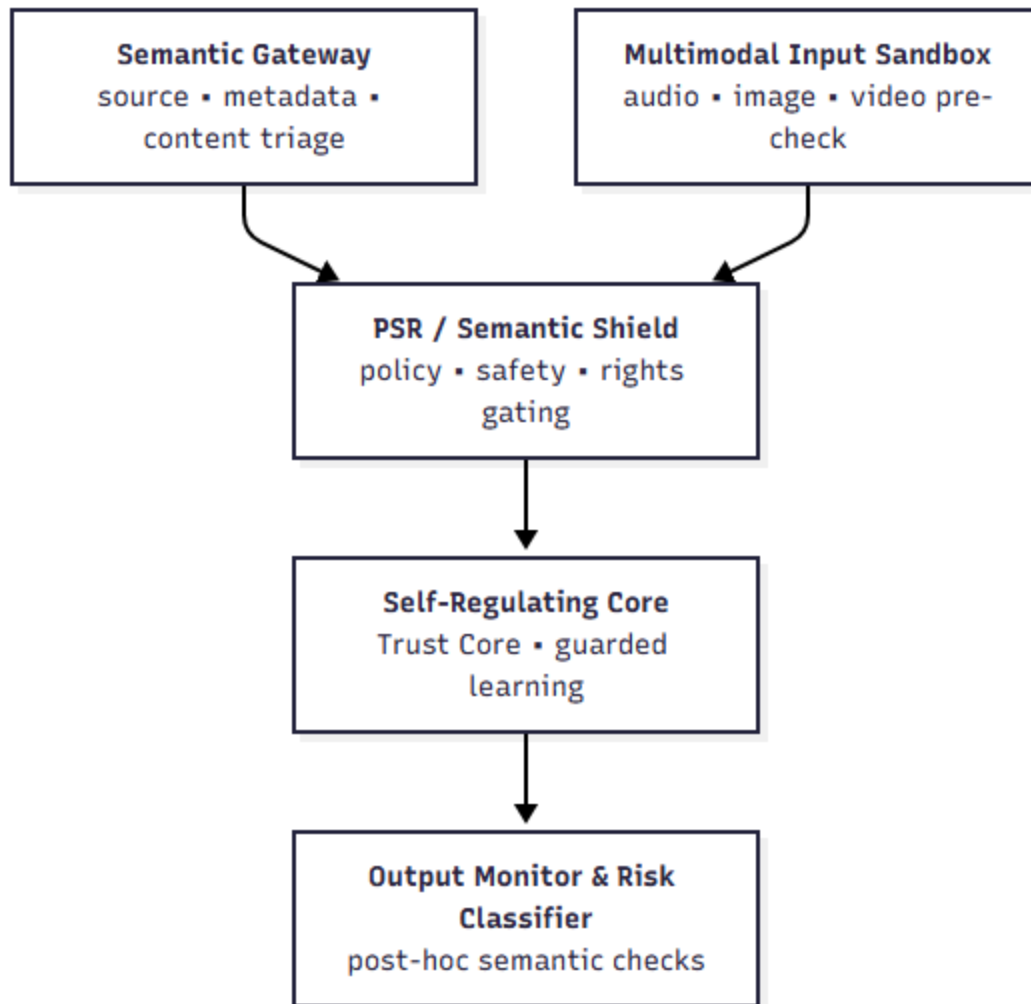 Semantic Gateway
source ▪ metadata ▪
content triage
Multimodal Input Sandbox
audio ▪ image ▪ video pre-
check
PSR / Semantic Shield
policy ▪ safety ▪ rights
gating
Self-Regulating Core
Trust Core ▪ guarded
learning
Output Monitor & Risk
Classifier
post-hoc semantic checks